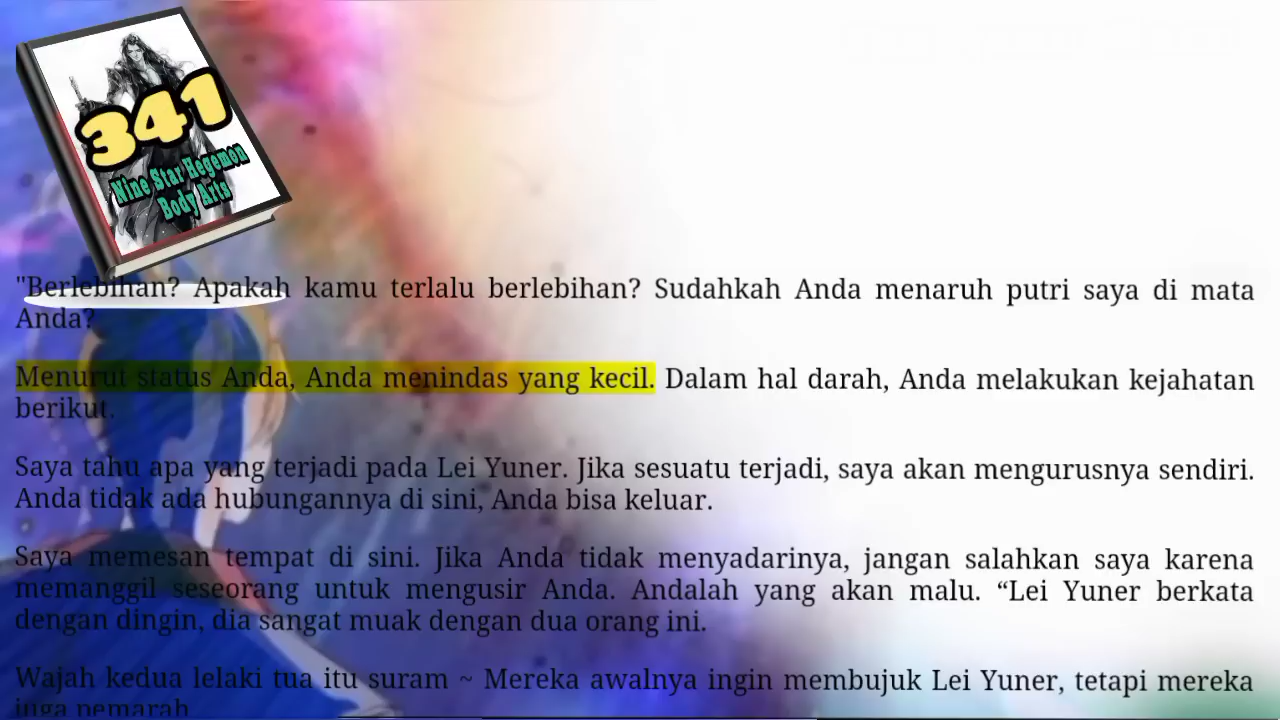 341
Nine Star Hegemon
Body Arts
"Berlebihan? Apakah kamu terlalu berlebihan? Sudahkah Anda menaruh putri saya di mata
Anda?
Menurut status Anda, Anda menindas yang kecil. Dalam hal darah, Anda melakukan kejahatan
berikut.
Saya tahu apa yang terjadi pada Lei Yuner. Jika sesuatu terjadi, saya akan mengurusnya sendiri.
Anda tidak ada hubungannya di sini, Anda bisa keluar.
Saya memesan tempat di sini. Jika Anda tidak menyadarinya, jangan salahkan saya karena
memanggil seseorang untuk mengusir Anda. Andalah yang akan malu. “Lei Yuner berkata
dengan dingin, dia sangat muak dengan dua orang ini.
Wajah kedua lelaki tua itu suram ~ Mereka awalnya ingin membujuk Lei Yuner, tetapi mereka
juga pemarah